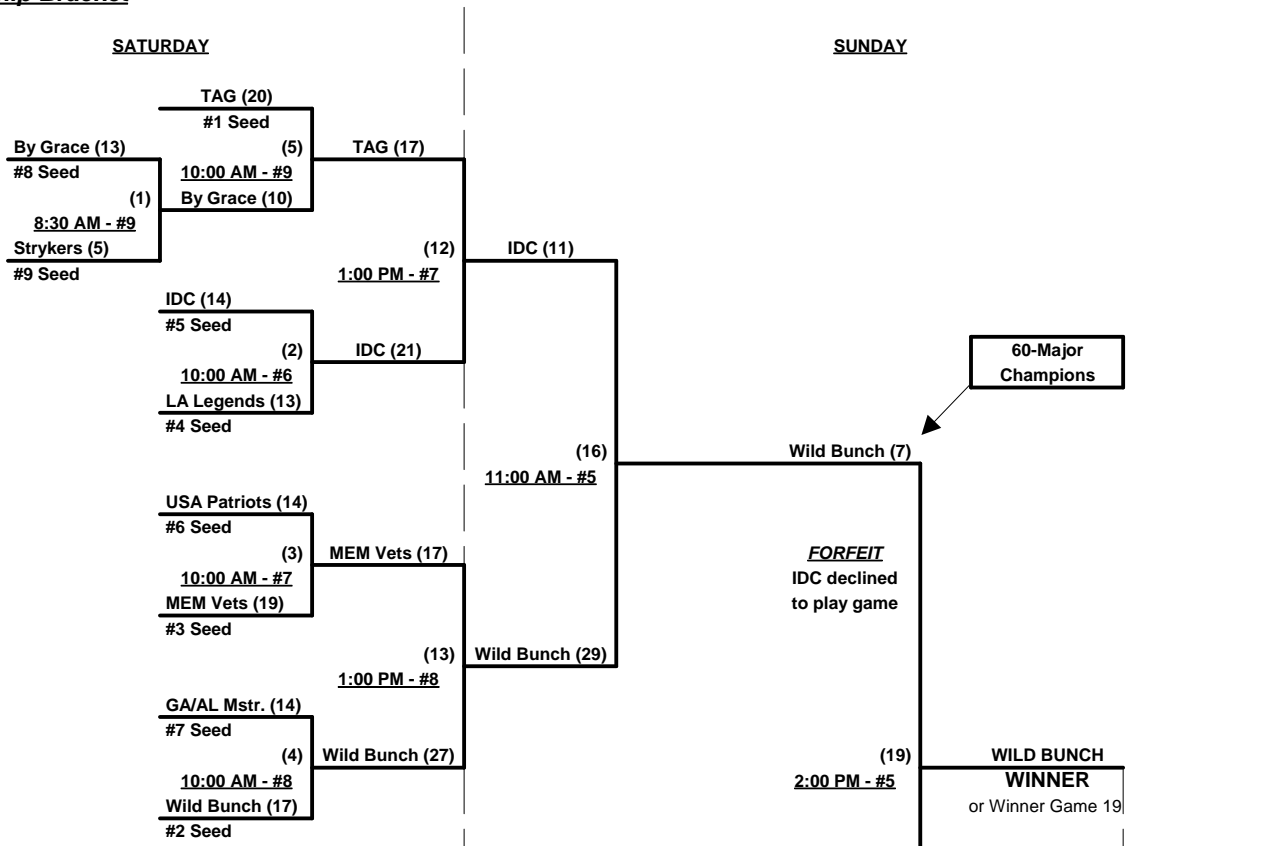 SATURDAY
SUNDAY
TAG (20)
#1 Seed
By Grace (13)
(5)
TAG (17)
#8 Seed
10:00 AM - #9
(1)
By Grace (10)
8:30 AM - #9
Strykers (5)
(12)
IDC (11)
#9 Seed
1:00 PM - #7
IDC (14)
#5 Seed
(2)
IDC (21)
60-Major
Champions
10:00 AM - #6
LA Legends (13)
#4 Seed
(16)
Wild Bunch (7)
11:00 AM - #5
USA Patriots (14)
#6 Seed
(3)
MEM Vets (17)
FORFEIT
10:00 AM - #7
IDC declined
MEM Vets (19)
to play game
#3 Seed
(13)
Wild Bunch (29)
1:00 PM - #8
GA/AL Mstr. (14)
#7 Seed
(4)
Wild Bunch (27)
(19)
WILD BUNCH
10:00 AM - #8
2:00 PM - #5
WINNER
Wild Bunch (17)
or Winner Game 19
#2 Seed